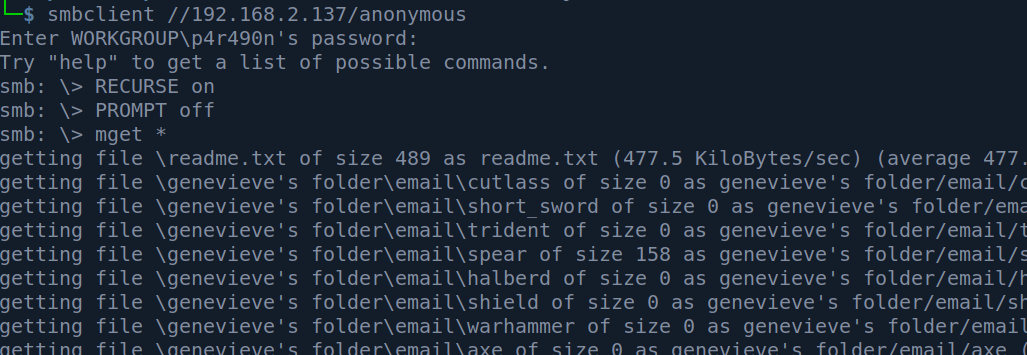 └─$ smbclient //192.168.2.137/anonymous
Enter WORKGROUP\p4r490n's password:
Try "help" to get a list of possible commands.
smb: \> RECURSE on
smb: \> PROMPT off
smb: \> mget *
getting file \readme.txt of size 489 as readme.txt (477.5 KiloBytes/sec) (average 477.
getting file \genevieve's folder\email\cutlass of size 0 as genevieve's folder/email/c
getting file \genevieve's folder\email\short_sword of size 0 as genevieve's folder/ema
getting file \genevieve's folder\email\trident of size 0 as genevieve's folder/email/t
getting file \genevieve's folder\email\spear of size 158 as genevieve's folder/email/s
getting file \genevieve's folder\email\halberd of size 0 as genevieve's folder/email/h
getting file \genevieve's folder\email\shield of size 0 as genevieve's folder/email/sh
getting file \genevieve's folder\email\warhammer of size 0 as genevieve's folder/email
getting file \genevieve's folder\email\axe of size 0 as genevieve's folder/email/axe (